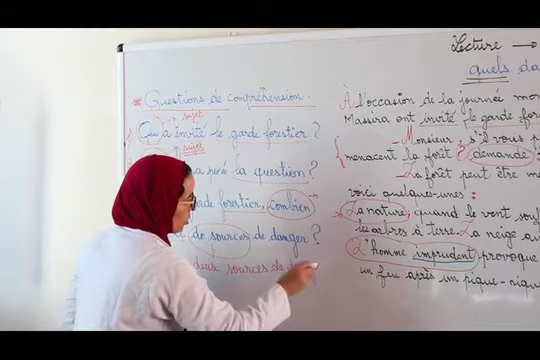 Questions de compréhension.
sujet
Qui a invité le garde forestier ?
sujet
a posé la question ?
garde forestier, combien
de sources de danger ?
deux sources de
Lecture →
quels
À l'occasion de la journée
Massira ont invité le garde
_ Monsieur, s'il vous
menacent la forêt ? demande
_ La forêt peut être
voici quelques-unes :
La nature, quand le vent
les arbres à terre. La neige
L'homme imprudent provoque
un feu après un pique-nique